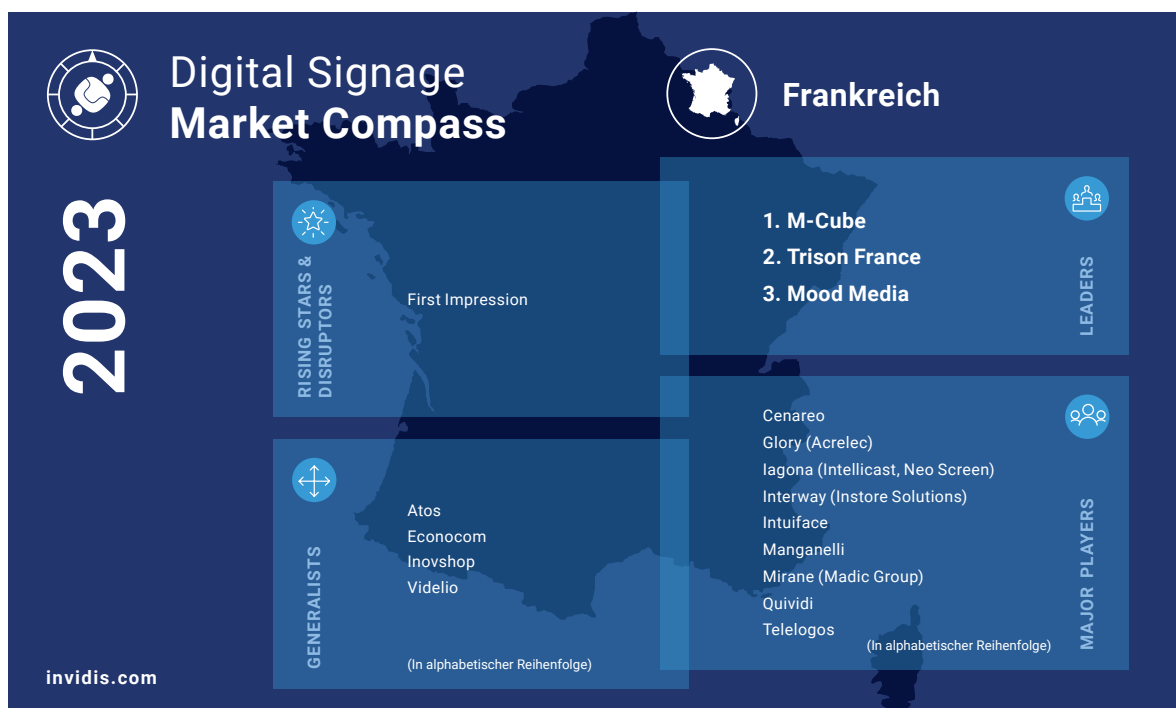 Digital Signage
Market Compass
Frankreich
2023
RISING STARS &
DISRUPTORS
First Impression
1. M-Cube
2. Trison France
3. Mood Media
LEADERS
GENERALISTS
Atos
Econocom
Inovshop
Videlio
(In alphabetischer Reihenfolge)
Cenareo
Glory (Acrelec)
Iagona (Intellicast, Neo Screen)
Interway (Instore Solutions)
Intuiface
Manganelli
Mirane (Madic Group)
Quividi
Telelogos
(In alphabetischer Reihenfolge)
MAJOR PLAYERS
invidis.com